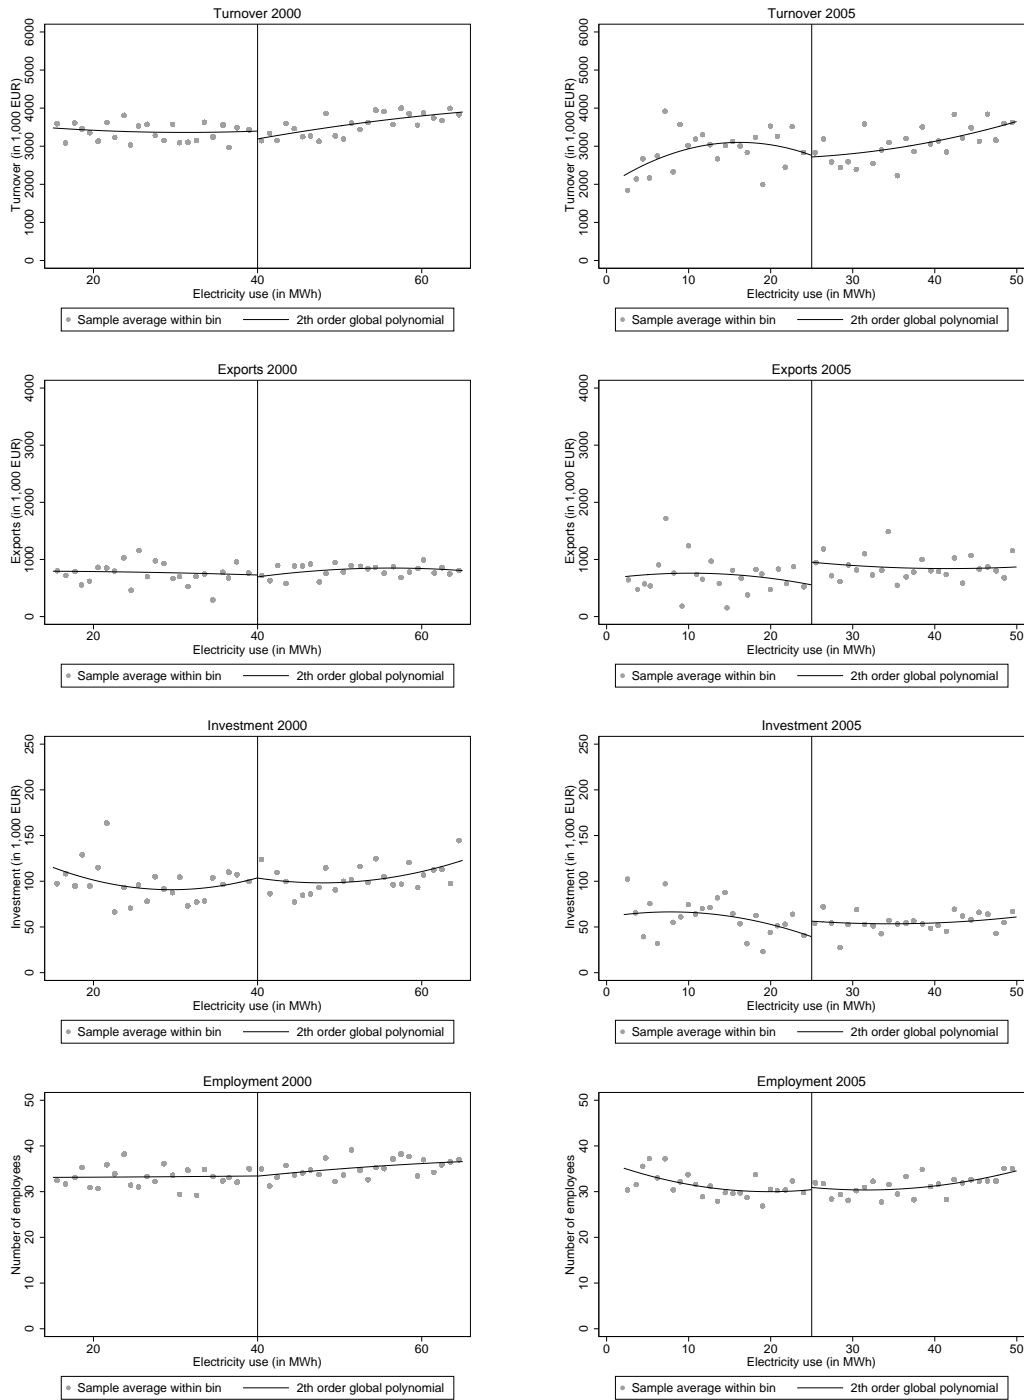 Turnover 2000
Turnover (in 1,000 EUR)
0 1000 2000 3000 4000 5000 6000
20 40 60
Electricity use (in MWh)
Sample average within bin 2th order global polynomial
Turnover 2005
Turnover (in 1,000 EUR)
0 1000 2000 3000 4000 5000 6000
0 10 20 30 40 50
Electricity use (in MWh)
Sample average within bin 2th order global polynomial
Exports 2000
Exports (in 1,000 EUR)
0 1000 2000 3000 4000
20 40 60
Electricity use (in MWh)
Sample average within bin 2th order global polynomial
Exports 2005
Exports (in 1,000 EUR)
0 1000 2000 3000 4000
0 10 20 30 40 50
Electricity use (in MWh)
Sample average within bin 2th order global polynomial
Investment 2000
Investment (in 1,000 EUR)
0 50 100 150 200 250
20 40 60
Electricity use (in MWh)
Sample average within bin 2th order global polynomial
Investment 2005
Investment (in 1,000 EUR)
0 50 100 150 200 250
0 10 20 30 40 50
Electricity use (in MWh)
Sample average within bin 2th order global polynomial
Employment 2000
Number of employees
0 10 20 30 40 50
20 40 60
Electricity use (in MWh)
Sample average within bin 2th order global polynomial
Employment 2005
Number of employees
0 10 20 30 40 50
0 10 20 30 40 50
Electricity use (in MWh)
Sample average within bin 2th order global polynomial